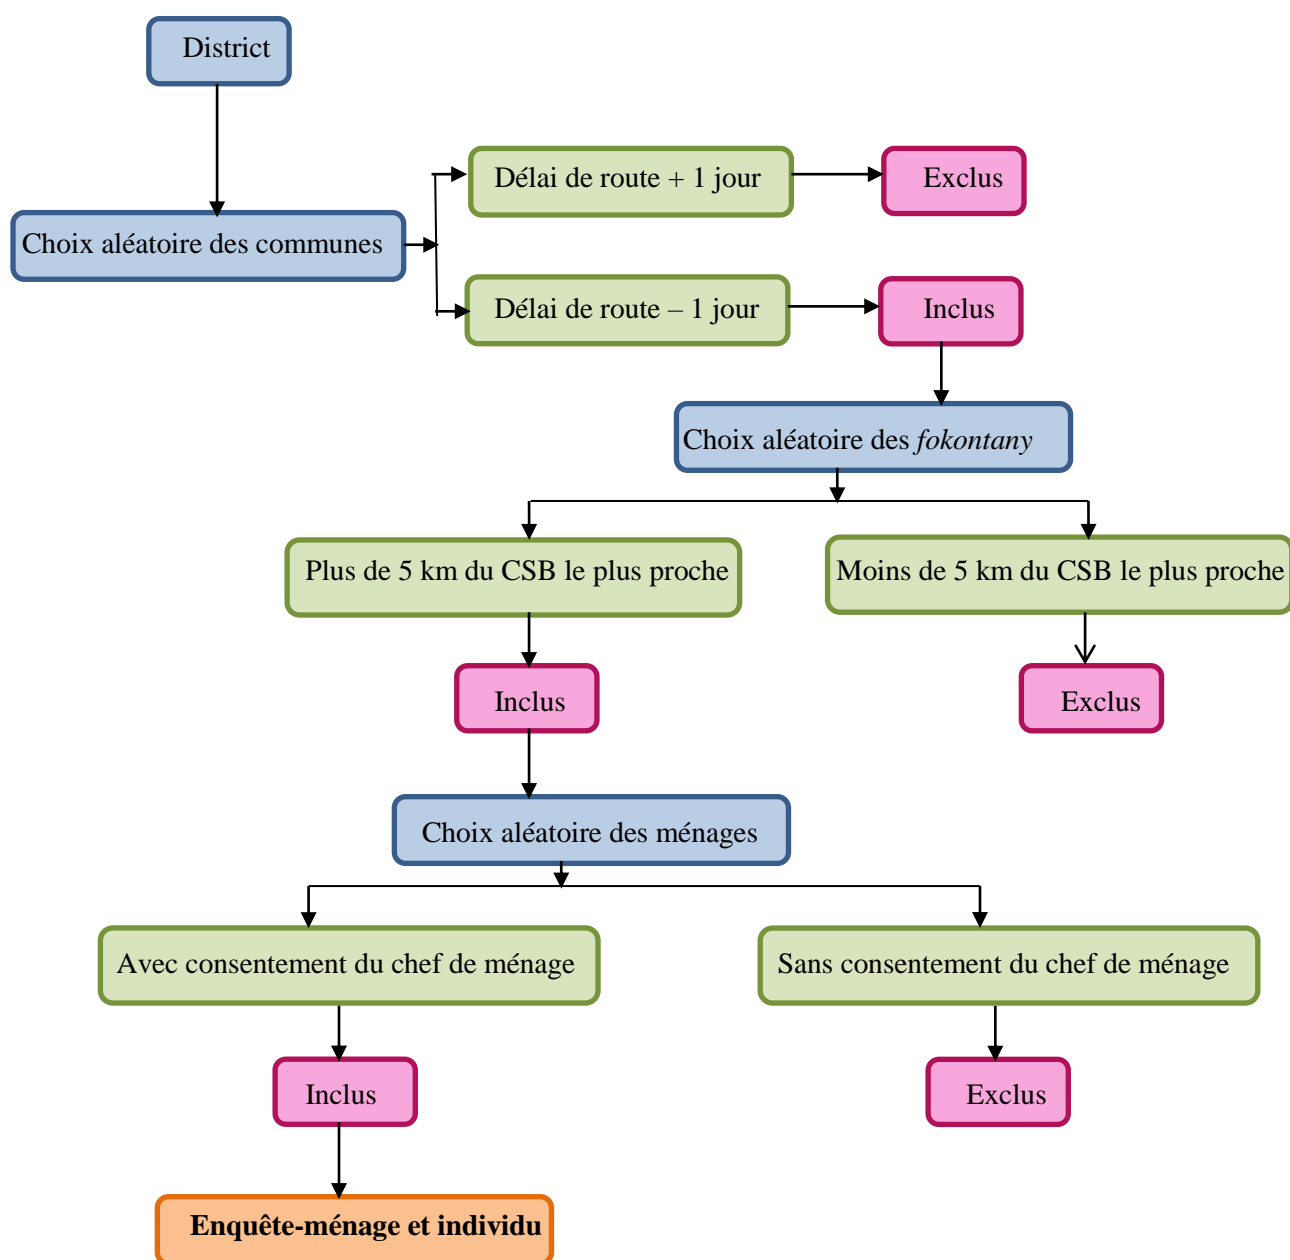 District
Délai de route + 1 jour
Exclus
Choix aléatoire des communes
Délai de route – 1 jour
Inclus
Choix aléatoire des fokontany
Plus de 5 km du CSB le plus proche
Moins de 5 km du CSB le plus proche
Inclus
Exclus
Choix aléatoire des ménages
Avec consentement du chef de ménage
Sans consentement du chef de ménage
Inclus
Exclus
Enquête-ménage et individu